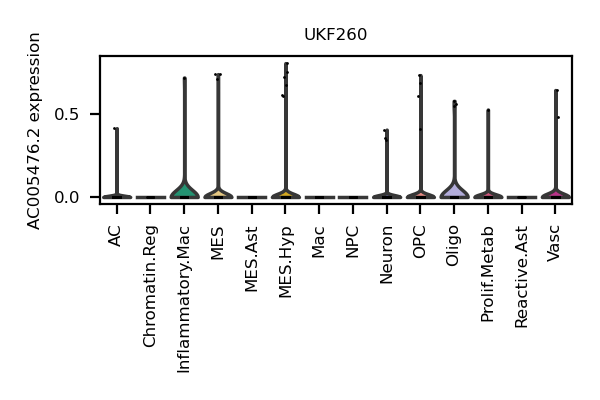 UKF260
AC005476.2 expression
0.5
0.0
AC
Chromatin.Reg
Inflammatory.Mac
MES
MES.Ast
MES.Hyp
Mac
NPC
Neuron
OPC
Oligo
Prolif.Metab
Reactive.Ast
Vasc